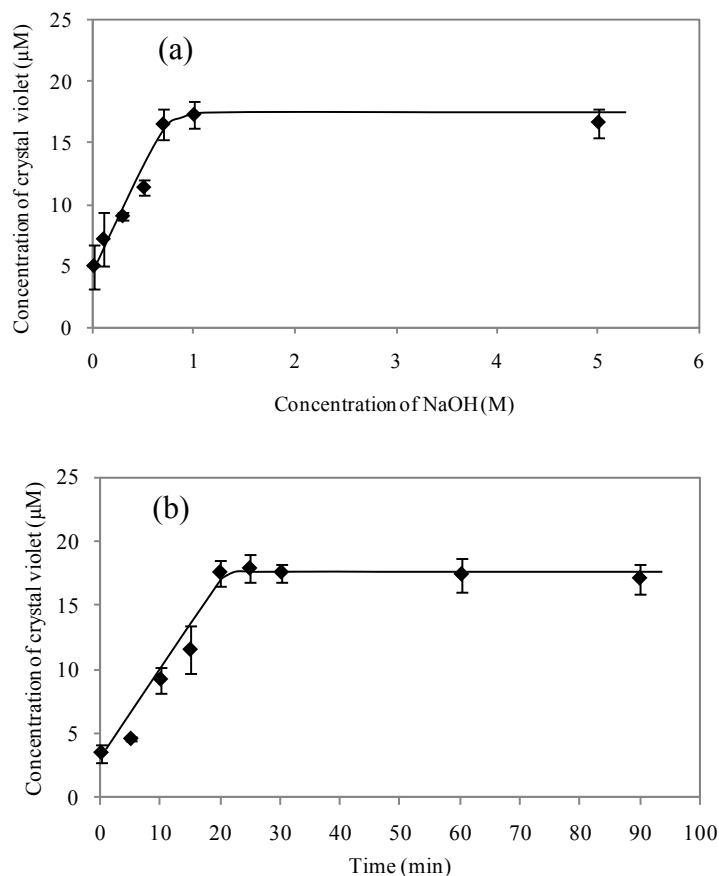 (a)
Concentration of crystal violet (µM)
25
20
15
10
5
0
0 1 2 3 4 5 6
Concentration of NaOH (M)
(b)
Concentration of crystal violet (µM)
25
20
15
10
5
0
0 10 20 30 40 50 60 70 80 90 100
Time (min)